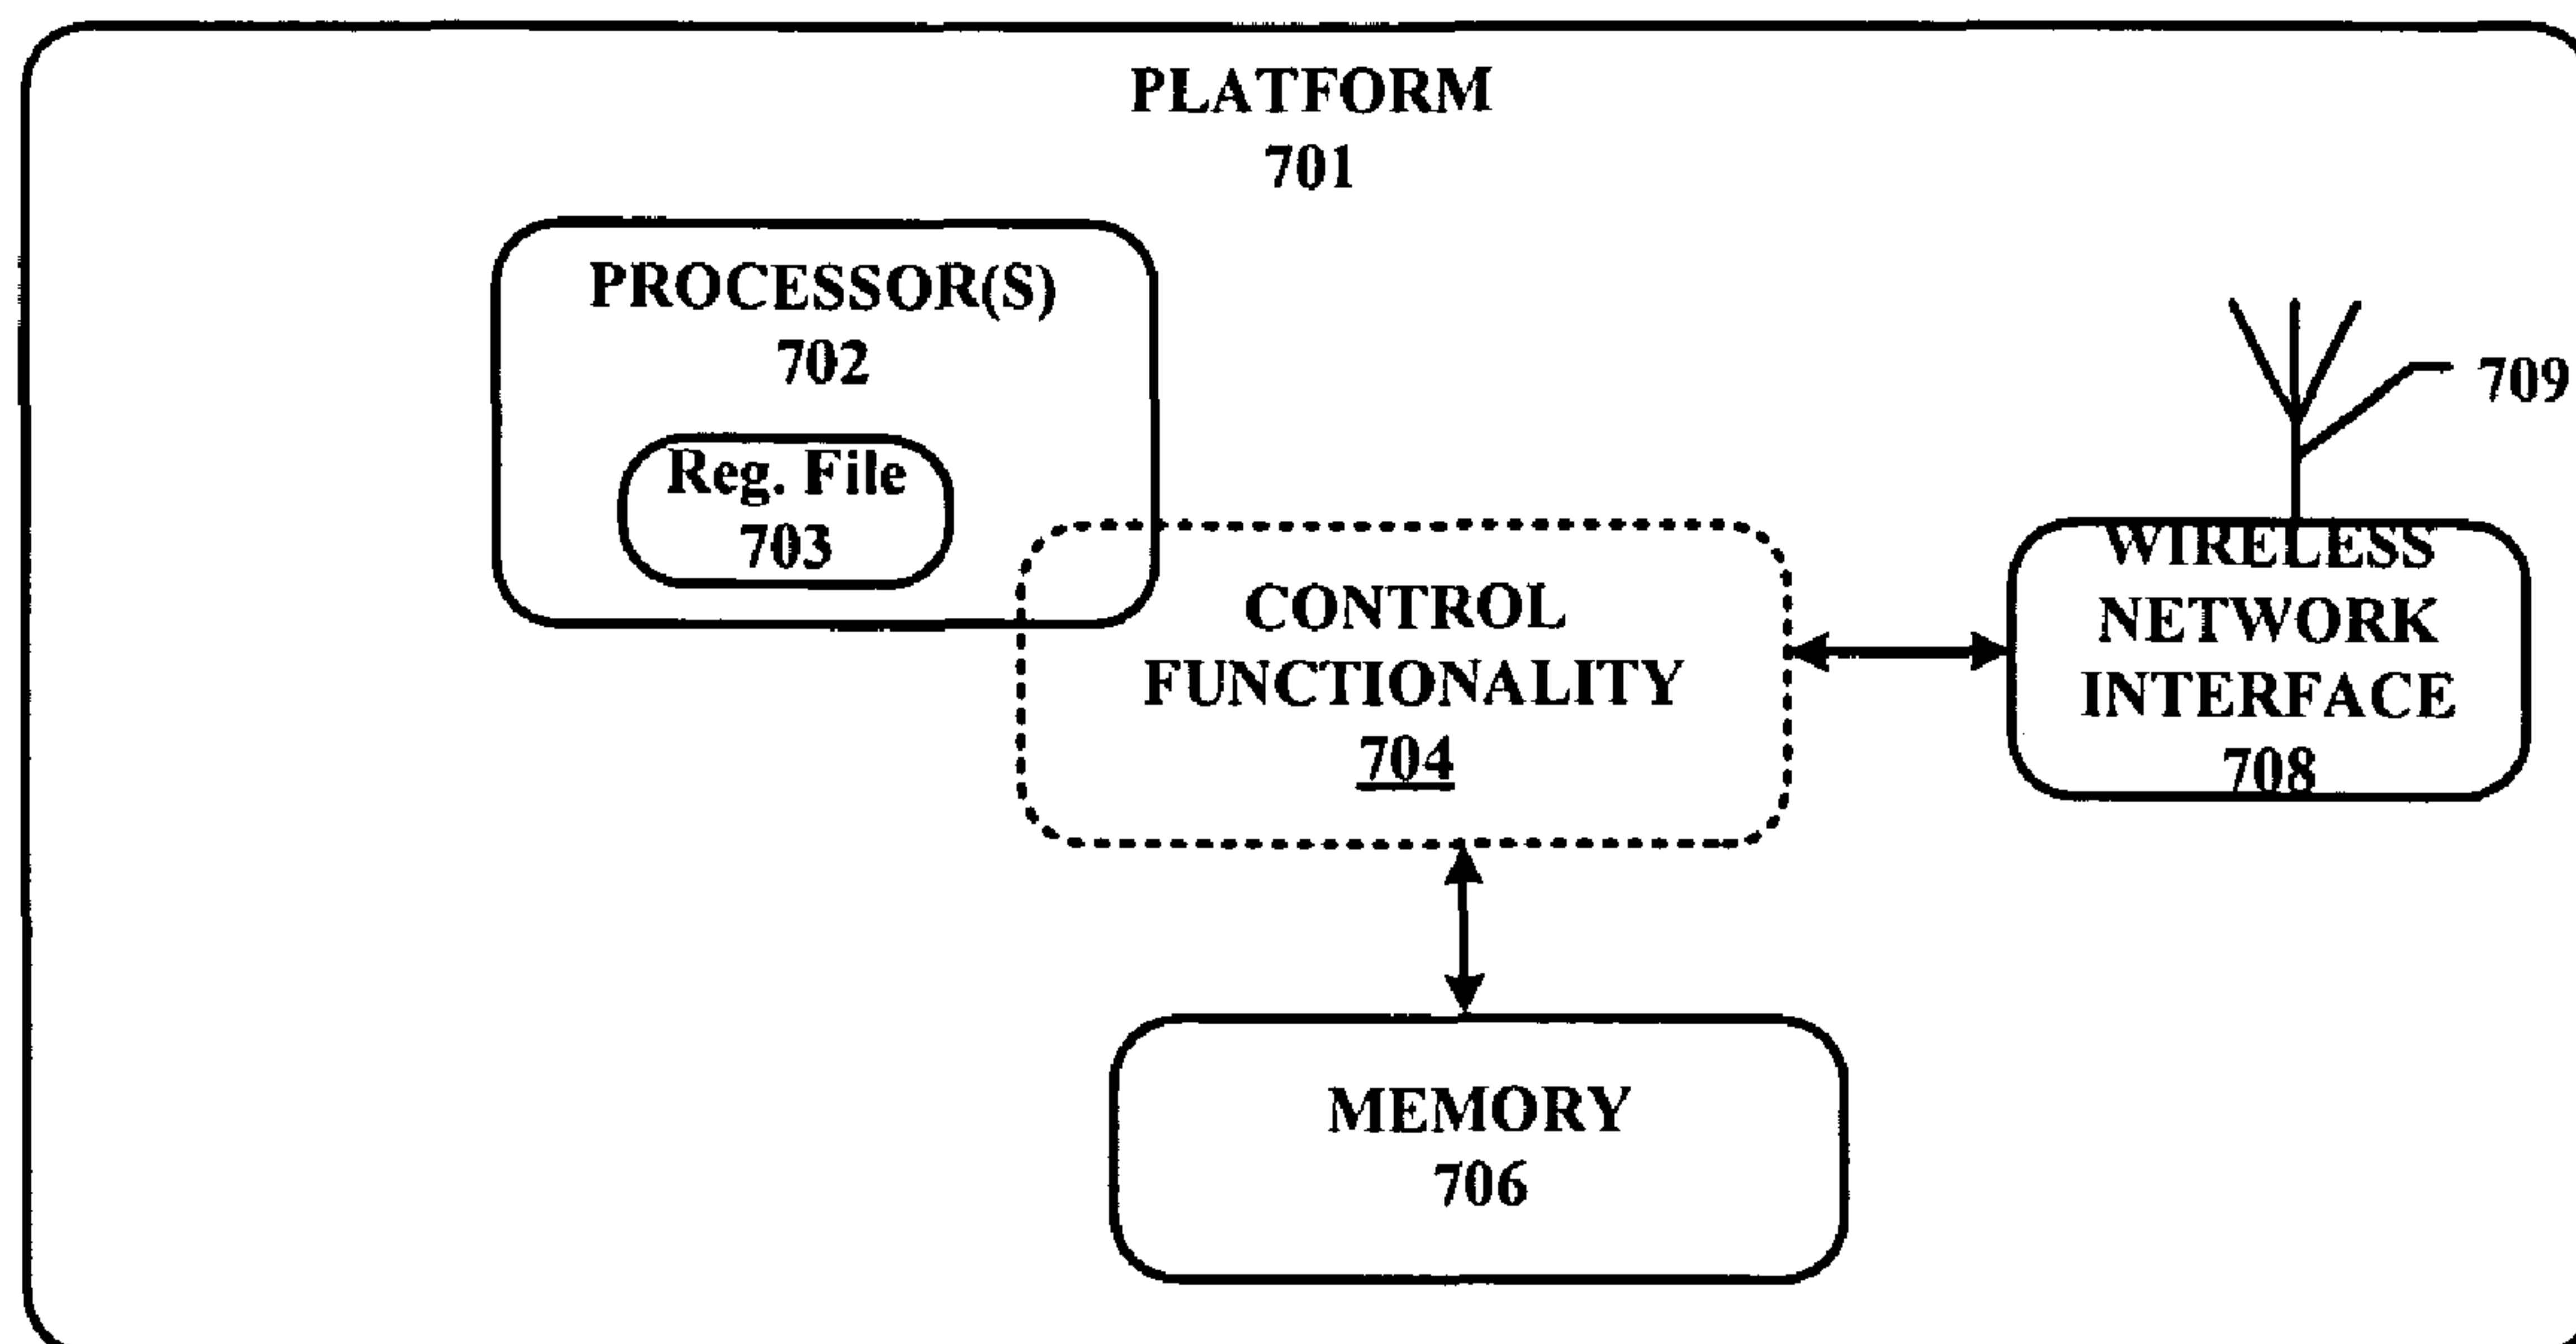 PLATFORM
701
PROCESSOR(S)
702
Reg. File
703
709
CONTROL
FUNCTIONALITY
704
WIRELESS
NETWORK
INTERFACE
708
MEMORY
706